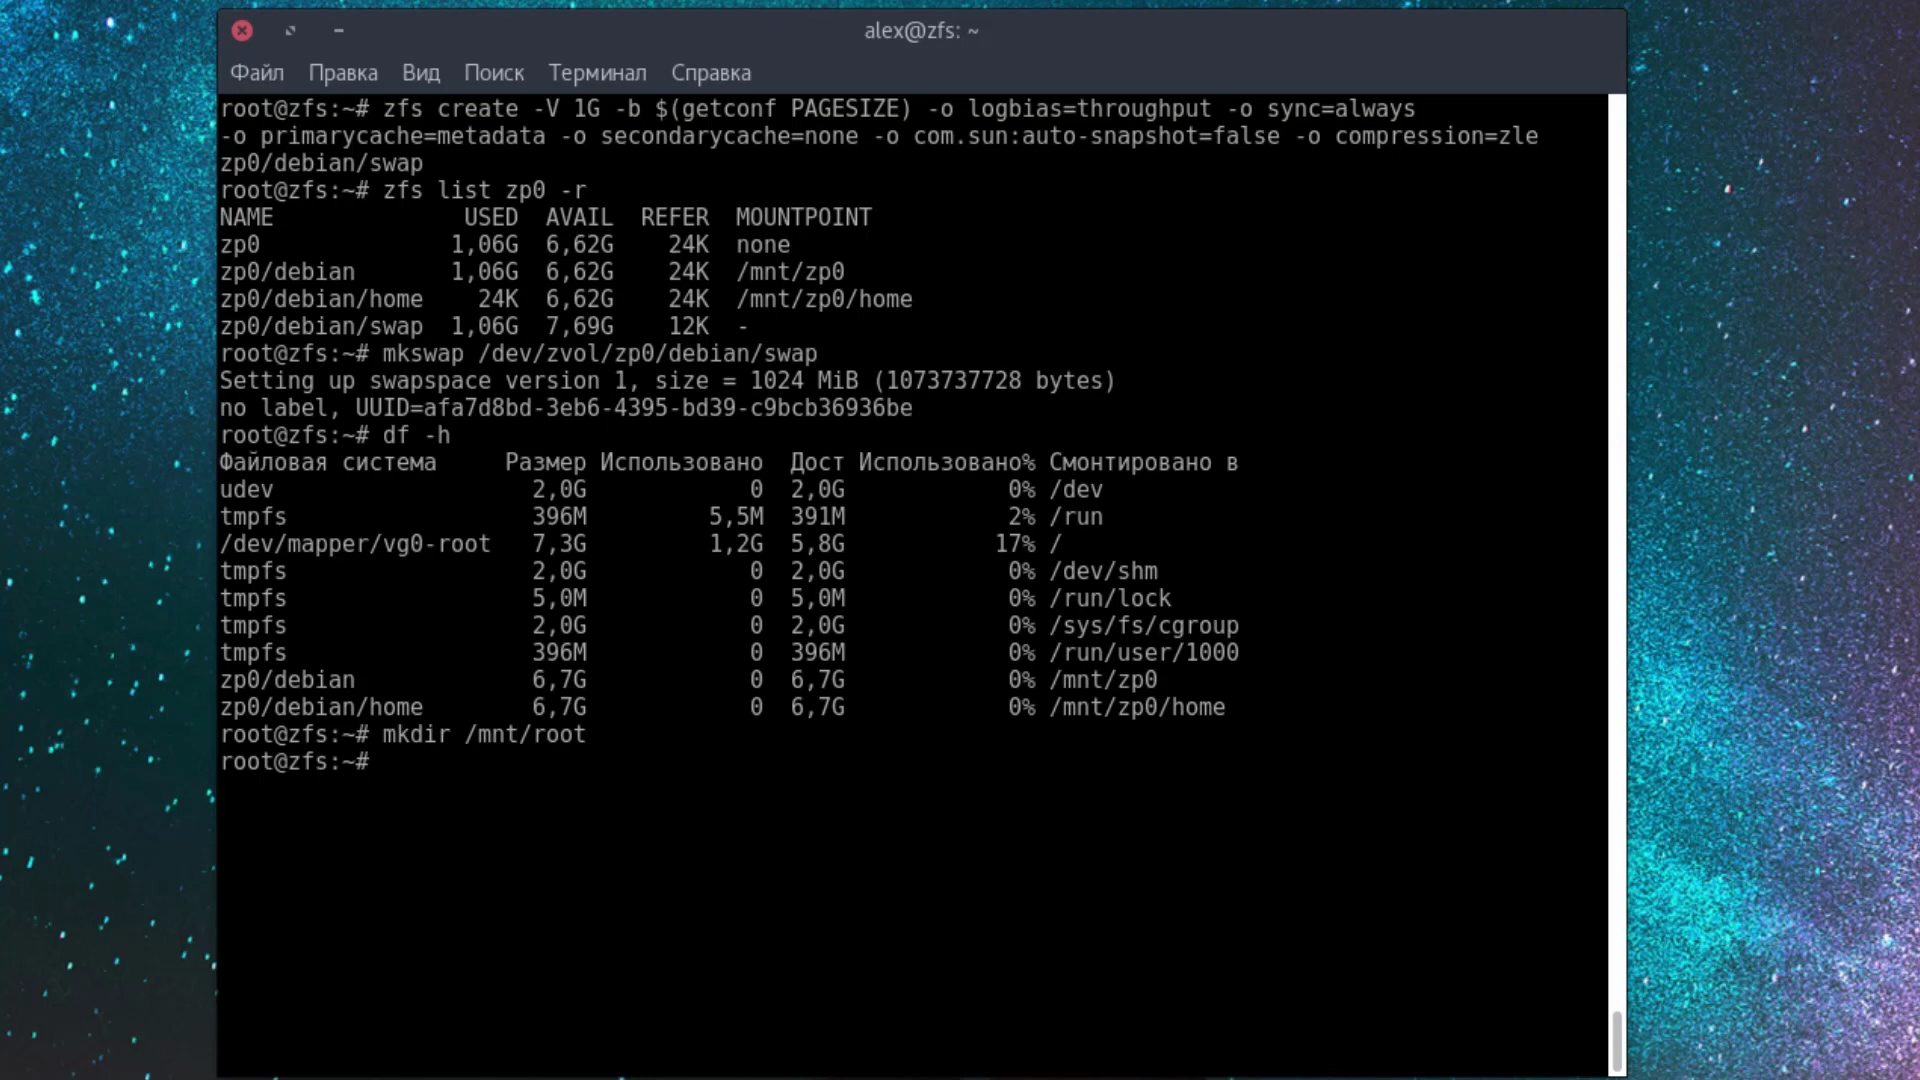 alex@zfs: ~
Файл Правка Вид Поиск Терминал Справка
root@zfs:~# zfs create -V 1G -b $(getconf PAGESIZE) -o logbias=throughput -o sync=always
-o primarycache=metadata -o secondarycache=none -o com.sun:auto-snapshot=false -o compression=zle
zp0/debian/swap
root@zfs:~# zfs list zp0 -r
NAME              USED  AVAIL  REFER  MOUNTPOINT
zp0              1,06G  6,62G    24K  none
zp0/debian       1,06G  6,62G    24K  /mnt/zp0
zp0/debian/home    24K  6,62G    24K  /mnt/zp0/home
zp0/debian/swap  1,06G  7,69G    12K  -
root@zfs:~# mkswap /dev/zvol/zp0/debian/swap
Setting up swapspace version 1, size = 1024 MiB (1073737728 bytes)
no label, UUID=afa7d8bd-3eb6-4395-bd39-c9bcb36936be
root@zfs:~# df -h
Файловая система     Размер Использовано  Дост Использовано% Смонтировано в
udev                   2,0G            0  2,0G            0% /dev
tmpfs                  396M         5,5M  391M            2% /run
/dev/mapper/vg0-root   7,3G         1,2G  5,8G           17% /
tmpfs                  2,0G            0  2,0G            0% /dev/shm
tmpfs                  5,0M            0  5,0M            0% /run/lock
tmpfs                  2,0G            0  2,0G            0% /sys/fs/cgroup
tmpfs                  396M            0  396M            0% /run/user/1000
zp0/debian             6,7G            0  6,7G            0% /mnt/zp0
zp0/debian/home        6,7G            0  6,7G            0% /mnt/zp0/home
root@zfs:~# mkdir /mnt/root
root@zfs:~#